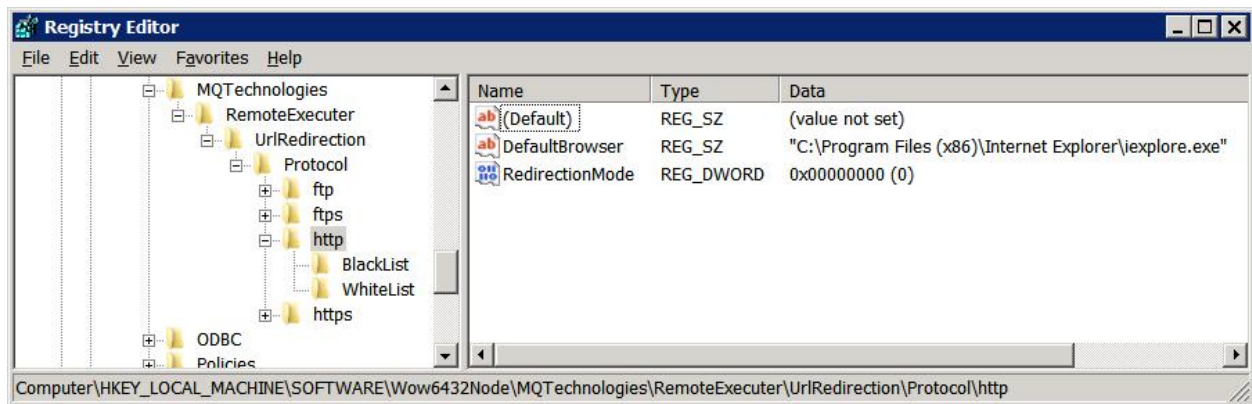 Registry Editor
File Edit View Favorites Help
MQTechnologies
RemoteExecuter
UrlRedirection
Protocol
ftp
ftps
http
BlackList
WhiteList
https
ODBC
Policies
Name Type Data
(Default) REG_SZ (value not set)
DefaultBrowser REG_SZ "C:\Program Files (x86)\Internet Explorer\iexplore.exe"
RedirectionMode REG_DWORD 0x00000000 (0)
Computer\HKEY_LOCAL_MACHINE\SOFTWARE\Wow6432Node\MQTechnologies\RemoteExecuter\UrlRedirection\Protocol\http